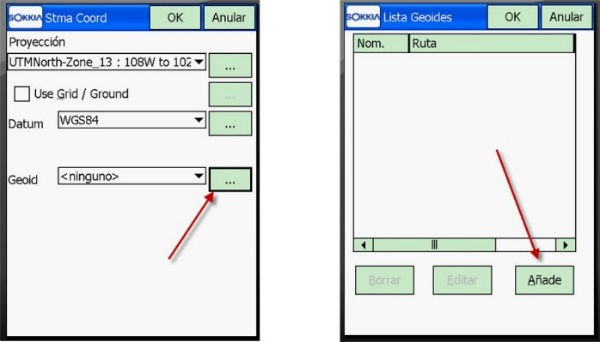 SOKKIA Stma Coord OK Anular
Proyección
UTMNorth-Zone_13 : 108W to 102 ...
Use Grid / Ground ...
Datum WGS84 ...
Geoid <ninguno> ...
SOKKIA Lista Geoides OK Anular
Nom. Ruta
Borrar Editar Añade